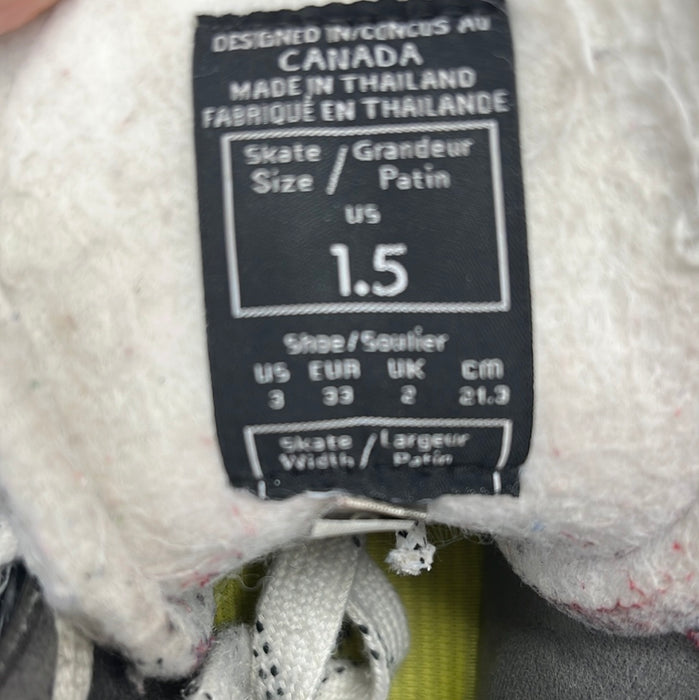 DESIGNED IN/CONCUS AU
CANADA
MADE IN THAILAND
FABRIQUÉ EN THAILANDE
Skate / Grandeur
Size / Patin
US
1.5
Shoe/Soulier
US EUR UK cm
3 33 2 21.3
Skate / Largeur
Width / Patin